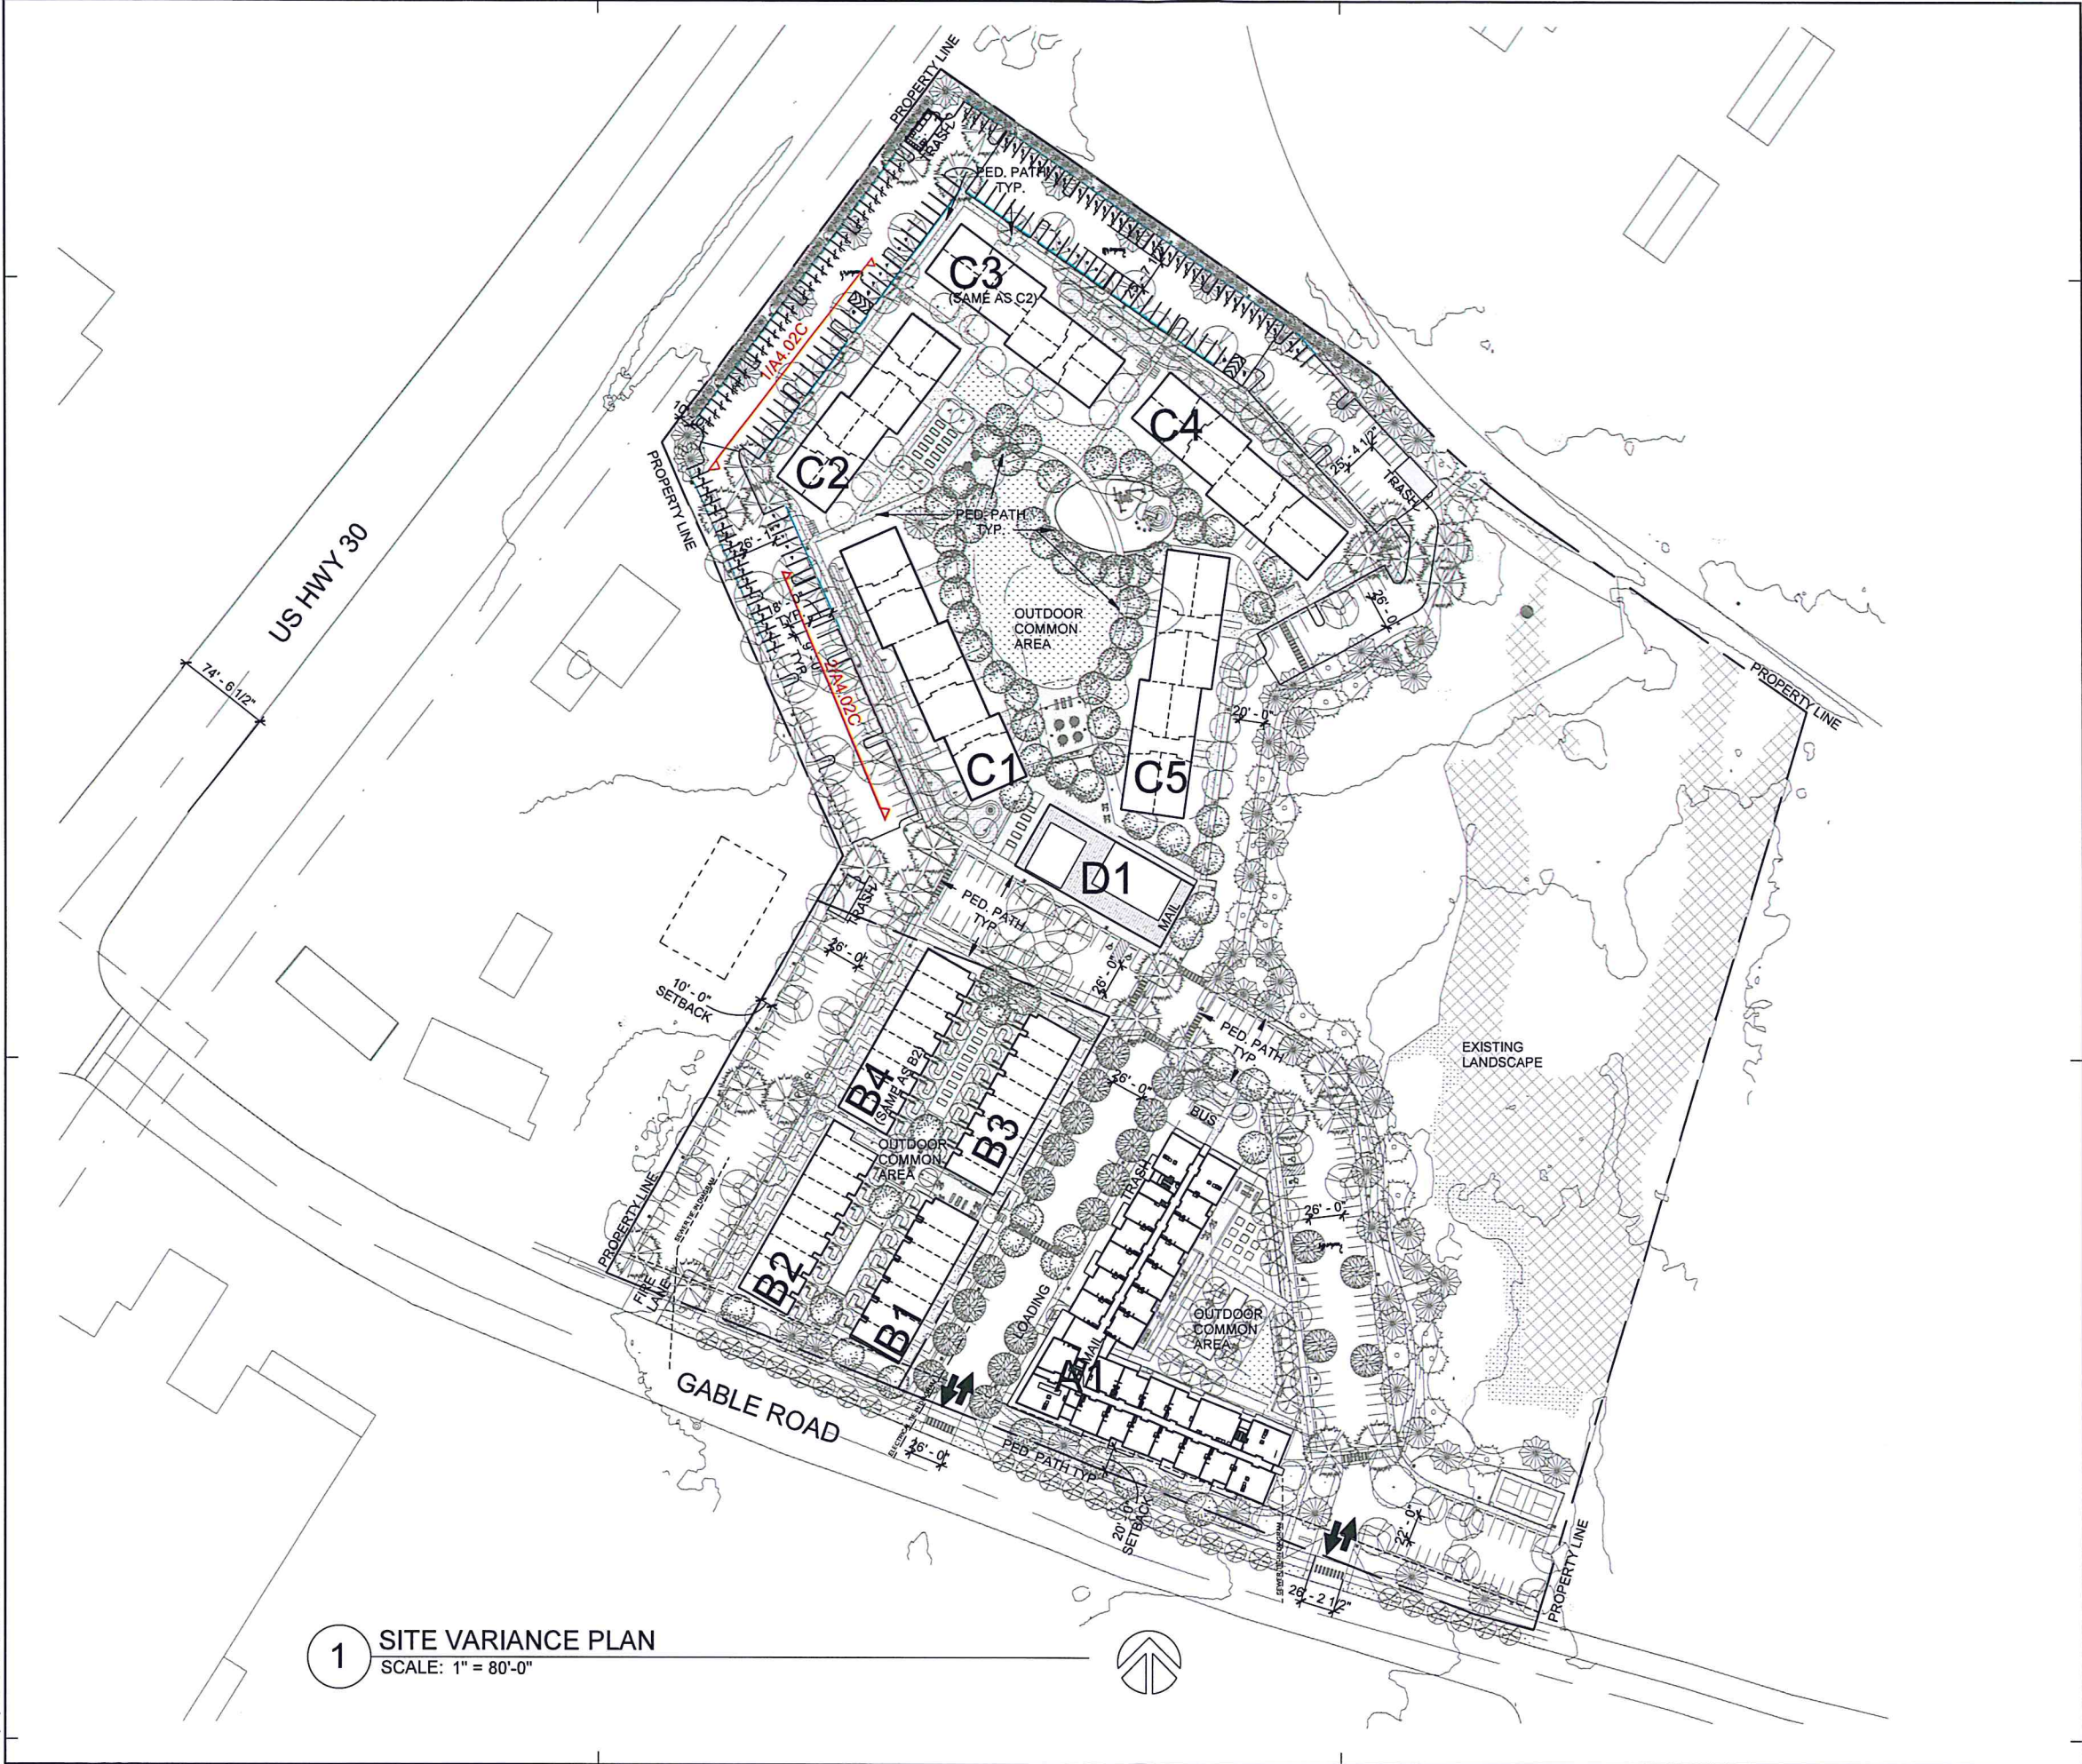 PROPERTY LINE
TRASH
PED. PATH
TYP.
C3
(SAME AS C2)
1/A4.02C
C4
C2
25' - 4 1/2"
TRASH
PROPERTY LINE
PED. PATH
TYP.
US HWY 30
74' - 6 1/2"
26' - 1"
18' - 0"
TYP.
9' - 0"
TYP.
2/A4.02C
OUTDOOR
COMMON
AREA
26' - 0"
20' - 0"
PROPERTY LINE
C1
C5
D1
MAIL
TRASH
PED. PATH
TYP.
26' - 0"
26' - 0"
10' - 0"
SETBACK
PED. PATH
TYP.
EXISTING
LANDSCAPE
B4
(SAME AS B2)
B3
26' - 0"
BUS
OUTDOOR
COMMON
AREA
TRASH
26' - 0"
PROPERTY LINE
FIRE
LANE
B2
B1
LOADING
OUTDOOR
COMMON
AREA
MAIL
A1
GABLE ROAD
26' - 0"
PED. PATH TYP.
20' - 0"
SETBACK
22' - 0"
PROPERTY LINE
26' - 2 1/2"
1
SITE VARIANCE PLAN
SCALE: 1" = 80'-0"